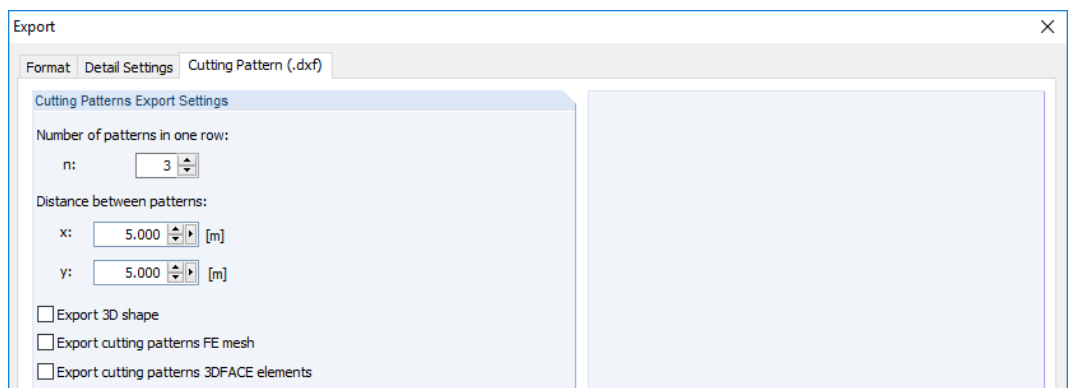 Export
Format Detail Settings Cutting Pattern (.dxf)
Cutting Patterns Export Settings
Number of patterns in one row:
n: 3
Distance between patterns:
x: 5.000 [m]
y: 5.000 [m]
Export 3D shape
Export cutting patterns FE mesh
Export cutting patterns 3DFACE elements